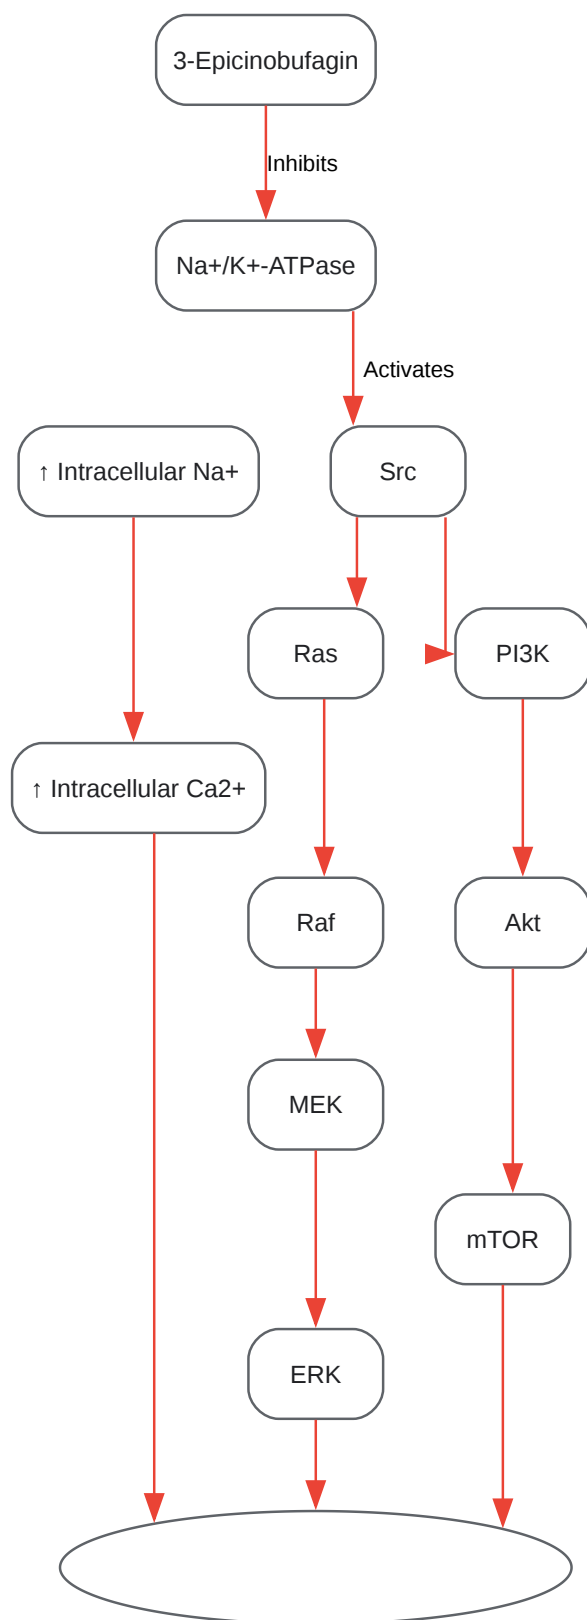 3-Epicinobufagin
Inhibits
Na+/K+-ATPase
Activates
↑ Intracellular Na+
Src
Ras
PI3K
↑ Intracellular Ca2+
Raf
Akt
MEK
mTOR
ERK